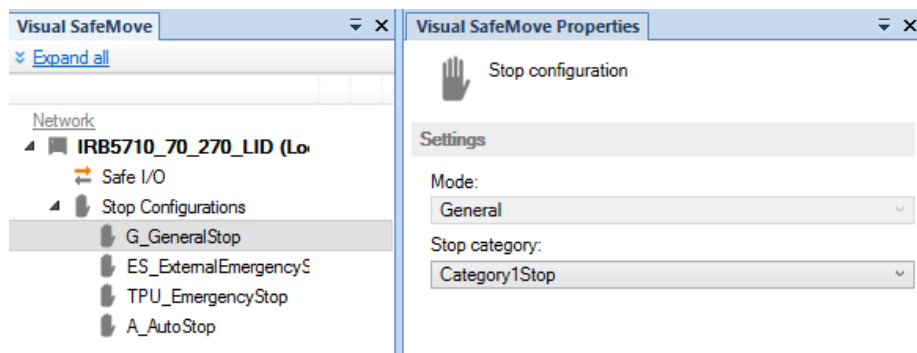 Visual SafeMove
Expand all
Network
IRB5710_70_270_LID (Lo
Safe I/O
Stop Configurations
G_GeneralStop
ES_ExternalEmergencyS
TPU_EmergencyStop
A_AutoStop
Visual SafeMove Properties
Stop configuration
Settings
Mode:
General
Stop category:
Category1Stop